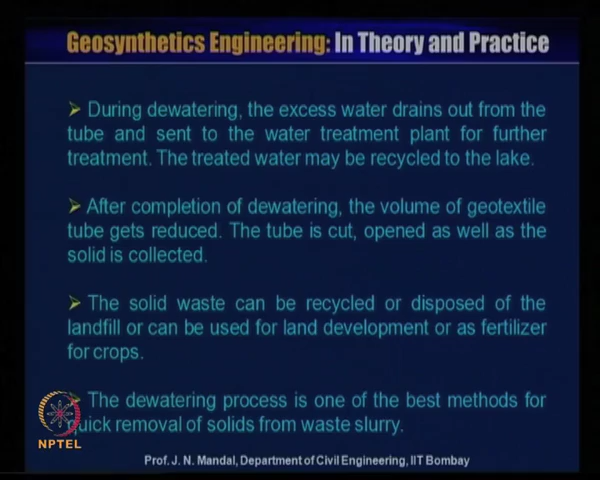 Geosynthetics Engineering: In Theory and Practice
➢ During dewatering, the excess water drains out from the
tube and sent to the water treatment plant for further
treatment. The treated water may be recycled to the lake.
➢ After completion of dewatering, the volume of geotextile
tube gets reduced. The tube is cut, opened as well as the
solid is collected.
➢ The solid waste can be recycled or disposed of the
landfill or can be used for land development or as fertilizer
for crops.
➢ The dewatering process is one of the best methods for
quick removal of solids from waste slurry.
NPTEL
Prof. J. N. Mandal, Department of Civil Engineering, IIT Bombay